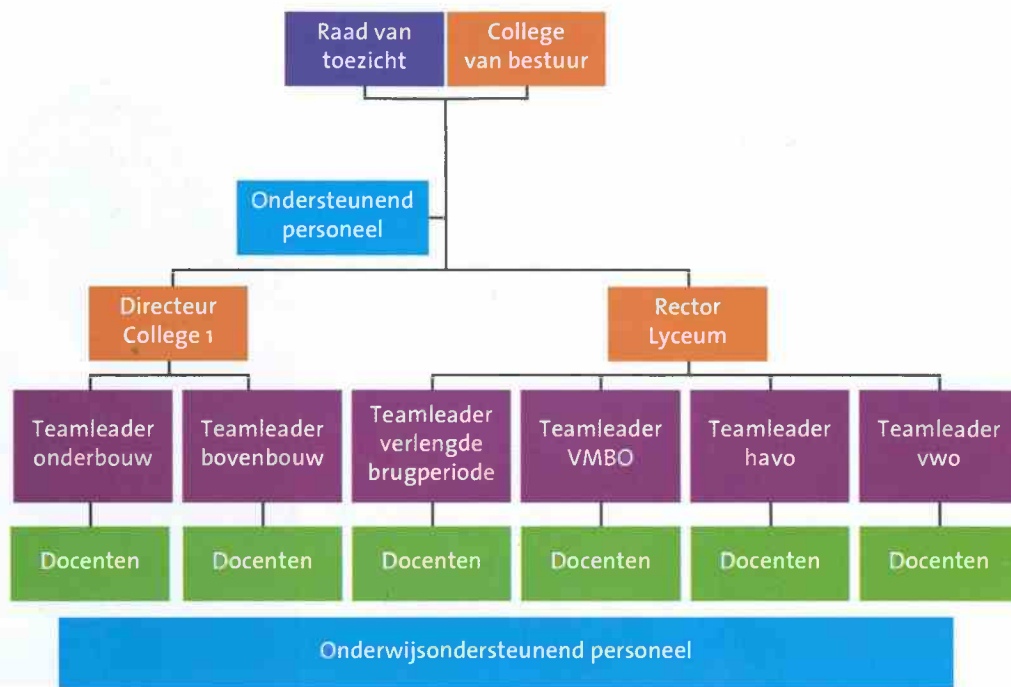 Raad van
toezicht
College
van bestuur
Ondersteunend
personeel
Directeur
College 1
Rector
Lyceum
Teamleader
onderbouw
Teamleader
bovenbouw
Teamleader
verlengde
brugperiode
Teamleader
VMBO
Teamleader
havo
Teamleader
vwo
Docenten
Docenten
Docenten
Docenten
Docenten
Docenten
Onderwijsondersteunend personeel